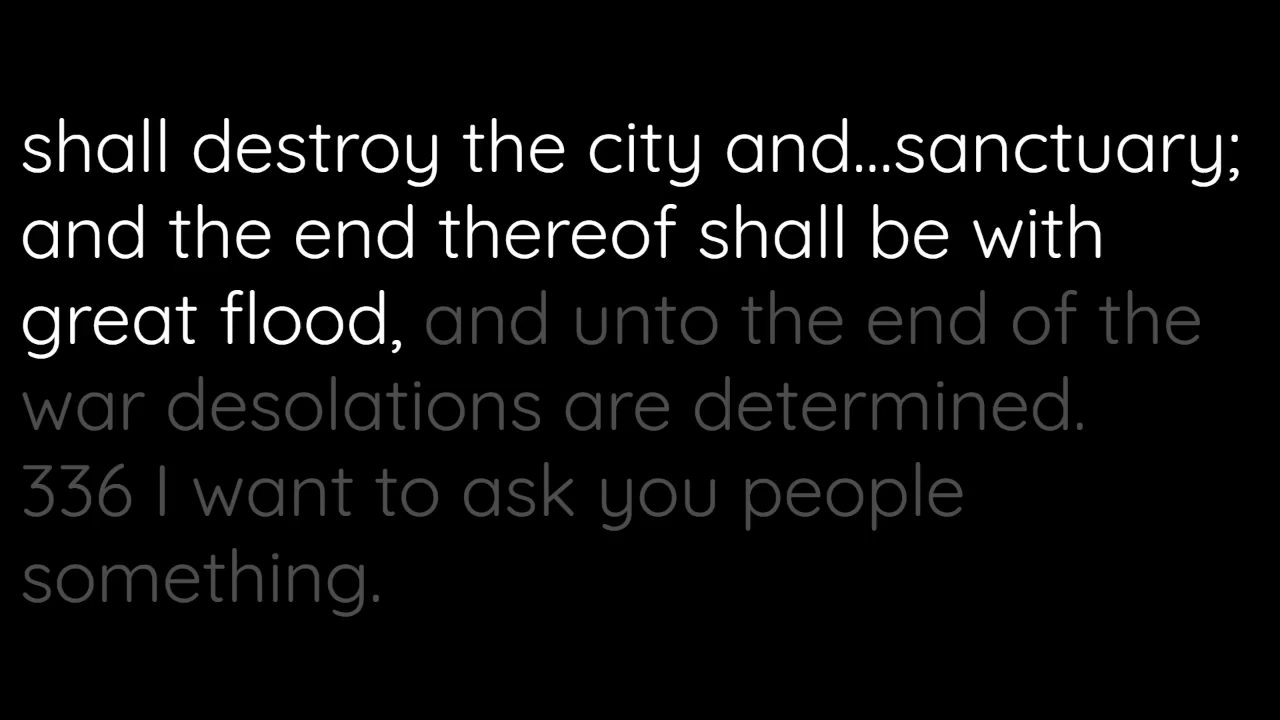 shall destroy the city and...sanctuary;
and the end thereof shall be with
great flood, and unto the end of the
war desolations are determined.
336 I want to ask you people
something.